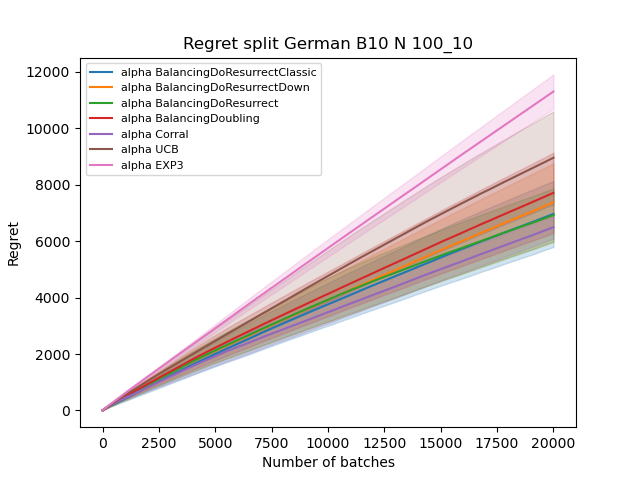 Regret split German B10 N 100_10
alpha BalancingDoResurrectClassic
alpha BalancingDoResurrectDown
alpha BalancingDoResurrect
alpha BalancingDoubling
alpha Corral
alpha UCB
alpha EXP3
Regret
12000
10000
8000
6000
4000
2000
0
0 2500 5000 7500 10000 12500 15000 17500 20000
Number of batches